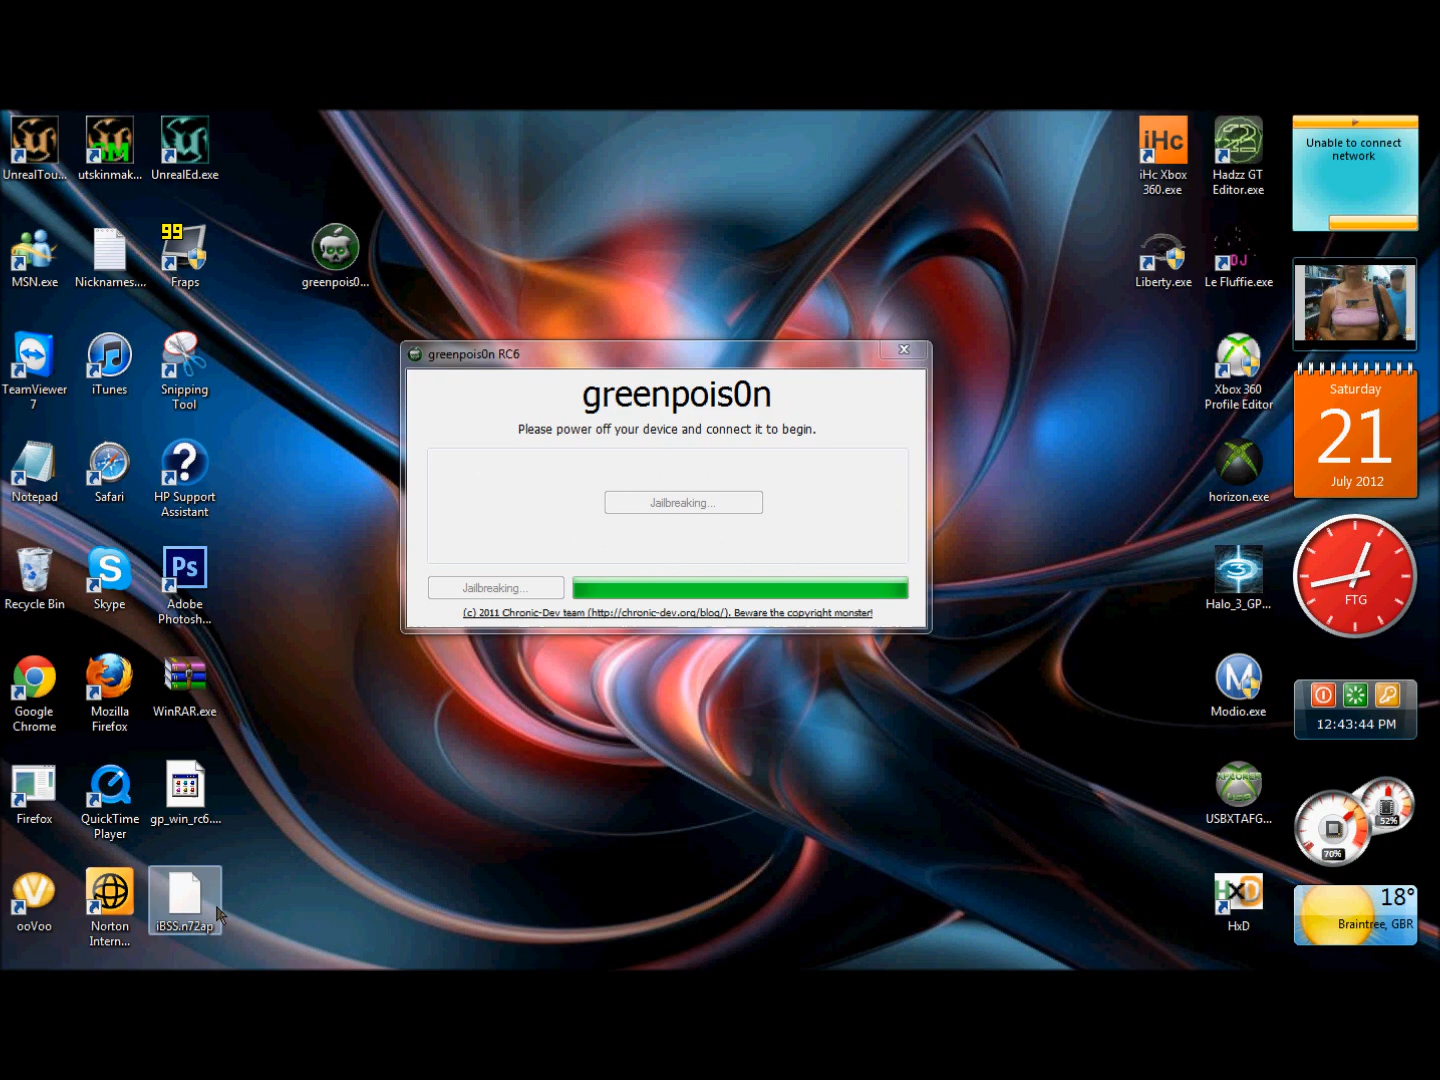 UnrealTou...
utskinmak...
UnrealEd.exe
MSN.exe
Nicknames....
99
Fraps
greenpois0...
TeamViewer
7
iTunes
Snipping
Tool
Notepad
Safari
HP Support
Assistant
Recycle Bin
Skype
Ps
Adobe
Photosh...
Google
Chrome
Mozilla
Firefox
WinRAR.exe
Firefox
QuickTime
Player
gp_win_rc6....
ooVoo
Norton
Intern...
iBSS.n72ap
greenpois0n RC6
greenpois0n
Please power off your device and connect it to begin.
Jailbreaking...
Jailbreaking...
(c) 2011 Chronic-Dev team (http://chronic-dev.org/blog/). Beware the copyright monster!
iHc
iHc Xbox
360.exe
Hadzz GT
Editor.exe
Liberty.exe
DJ
Le Fluffie.exe
Xbox 360
Profile Editor
horizon.exe
3
Halo_3_GP...
Modio.exe
USBXTAFG...
HxD
HxD
Unable to connect
network
Saturday
21
July 2012
FTG
12:43:44 PM
52%
70%
18°
Braintree, GBR